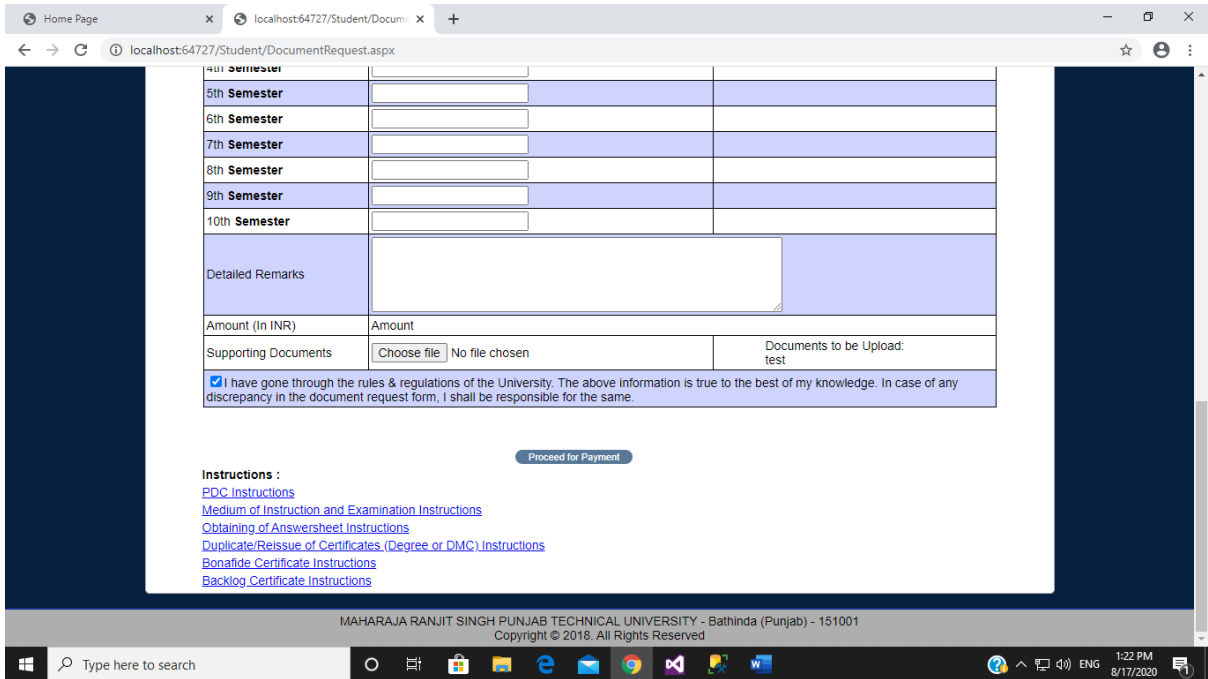 Home Page
localhost:64727/Student/Docum
localhost:64727/Student/DocumentRequest.aspx
4th Semester
5th Semester
6th Semester
7th Semester
8th Semester
9th Semester
10th Semester
Detailed Remarks
Amount (In INR) Amount
Supporting Documents Choose file No file chosen Documents to be Upload:
test
I have gone through the rules & regulations of the University. The above information is true to the best of my knowledge. In case of any
discrepancy in the document request form, I shall be responsible for the same.
Proceed for Payment
Instructions :
PDC Instructions
Medium of Instruction and Examination Instructions
Obtaining of Answersheet Instructions
Duplicate/Reissue of Certificates (Degree or DMC) Instructions
Bonafide Certificate Instructions
Backlog Certificate Instructions
MAHARAJA RANJIT SINGH PUNJAB TECHNICAL UNIVERSITY - Bathinda (Punjab) - 151001
Copyright © 2018. All Rights Reserved
Type here to search
ENG
1:22 PM
8/17/2020